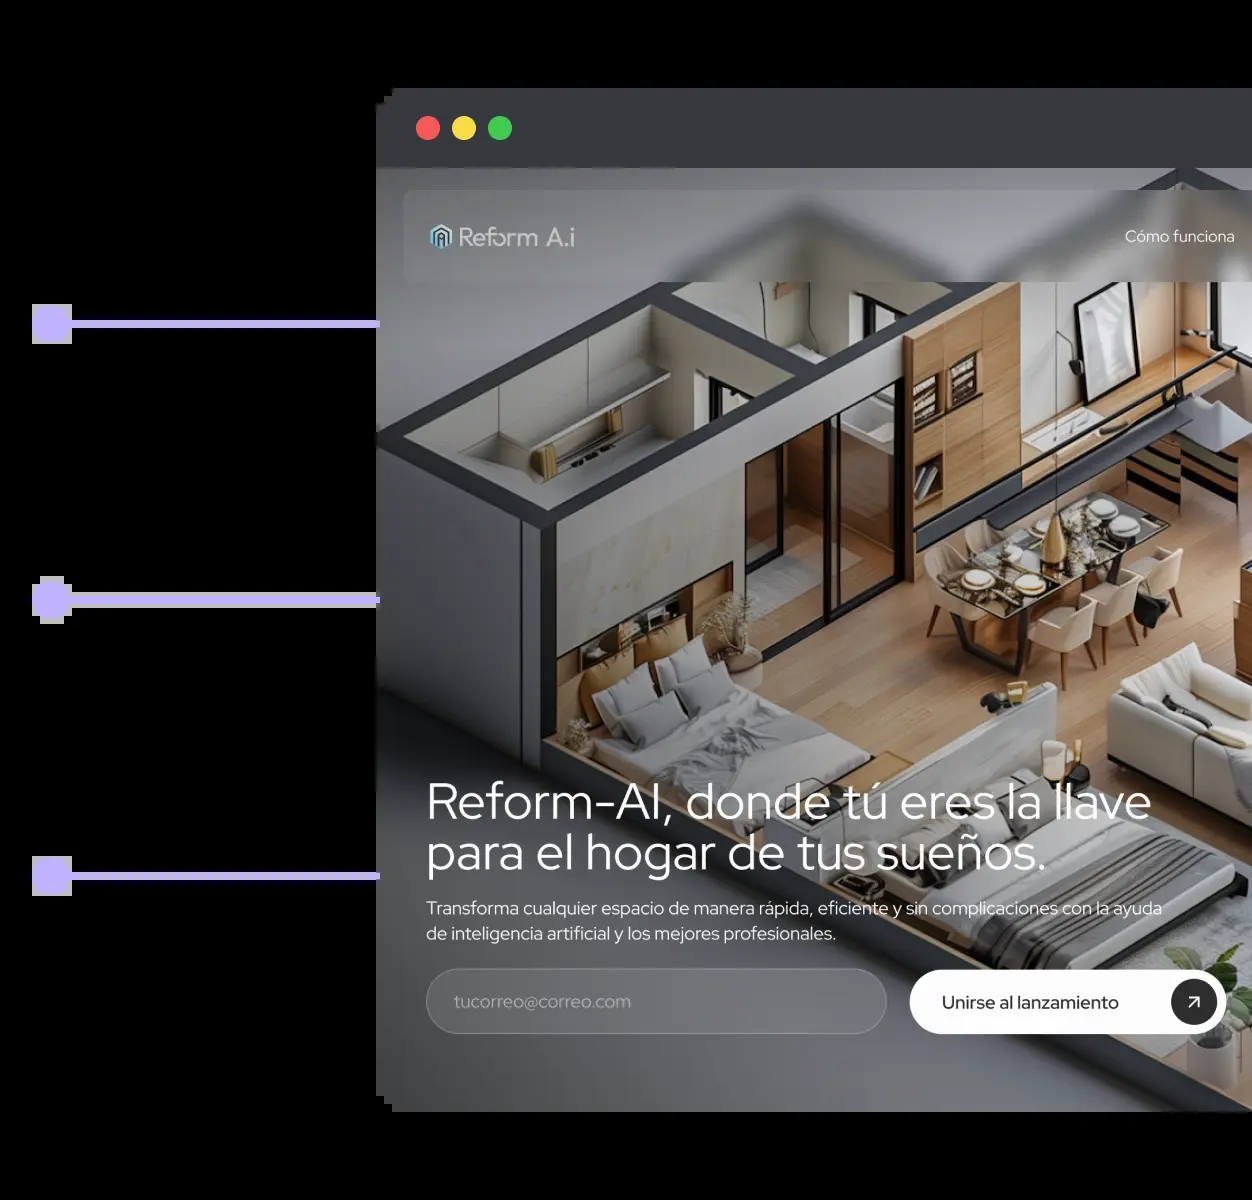 Reform A.i
Cómo funciona
Reform-AI, donde tú eres la llave
para el hogar de tus sueños.
Transforma cualquier espacio de manera rápida, eficiente y sin complicaciones con la ayuda
de inteligencia artificial y los mejores profesionales.
tucorreo@correo.com
Unirse al lanzamiento